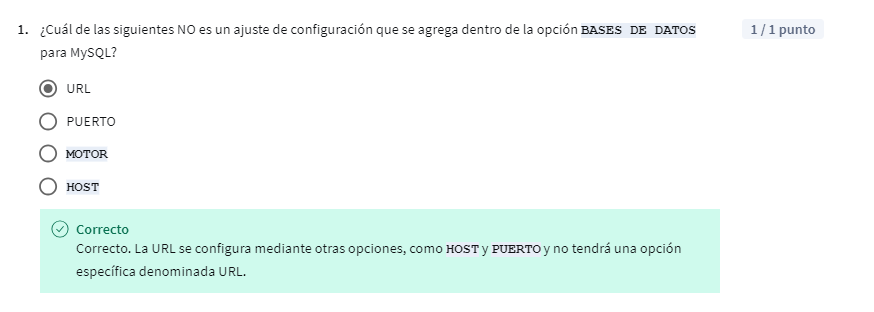 1. ¿Cuál de las siguientes NO es un ajuste de configuración que se agrega dentro de la opción BASES DE DATOS
para MySQL?
1 / 1 punto
URL
PUERTO
MOTOR
HOST
Correcto
Correcto. La URL se configura mediante otras opciones, como HOST y PUERTO y no tendrá una opción
específica denominada URL.